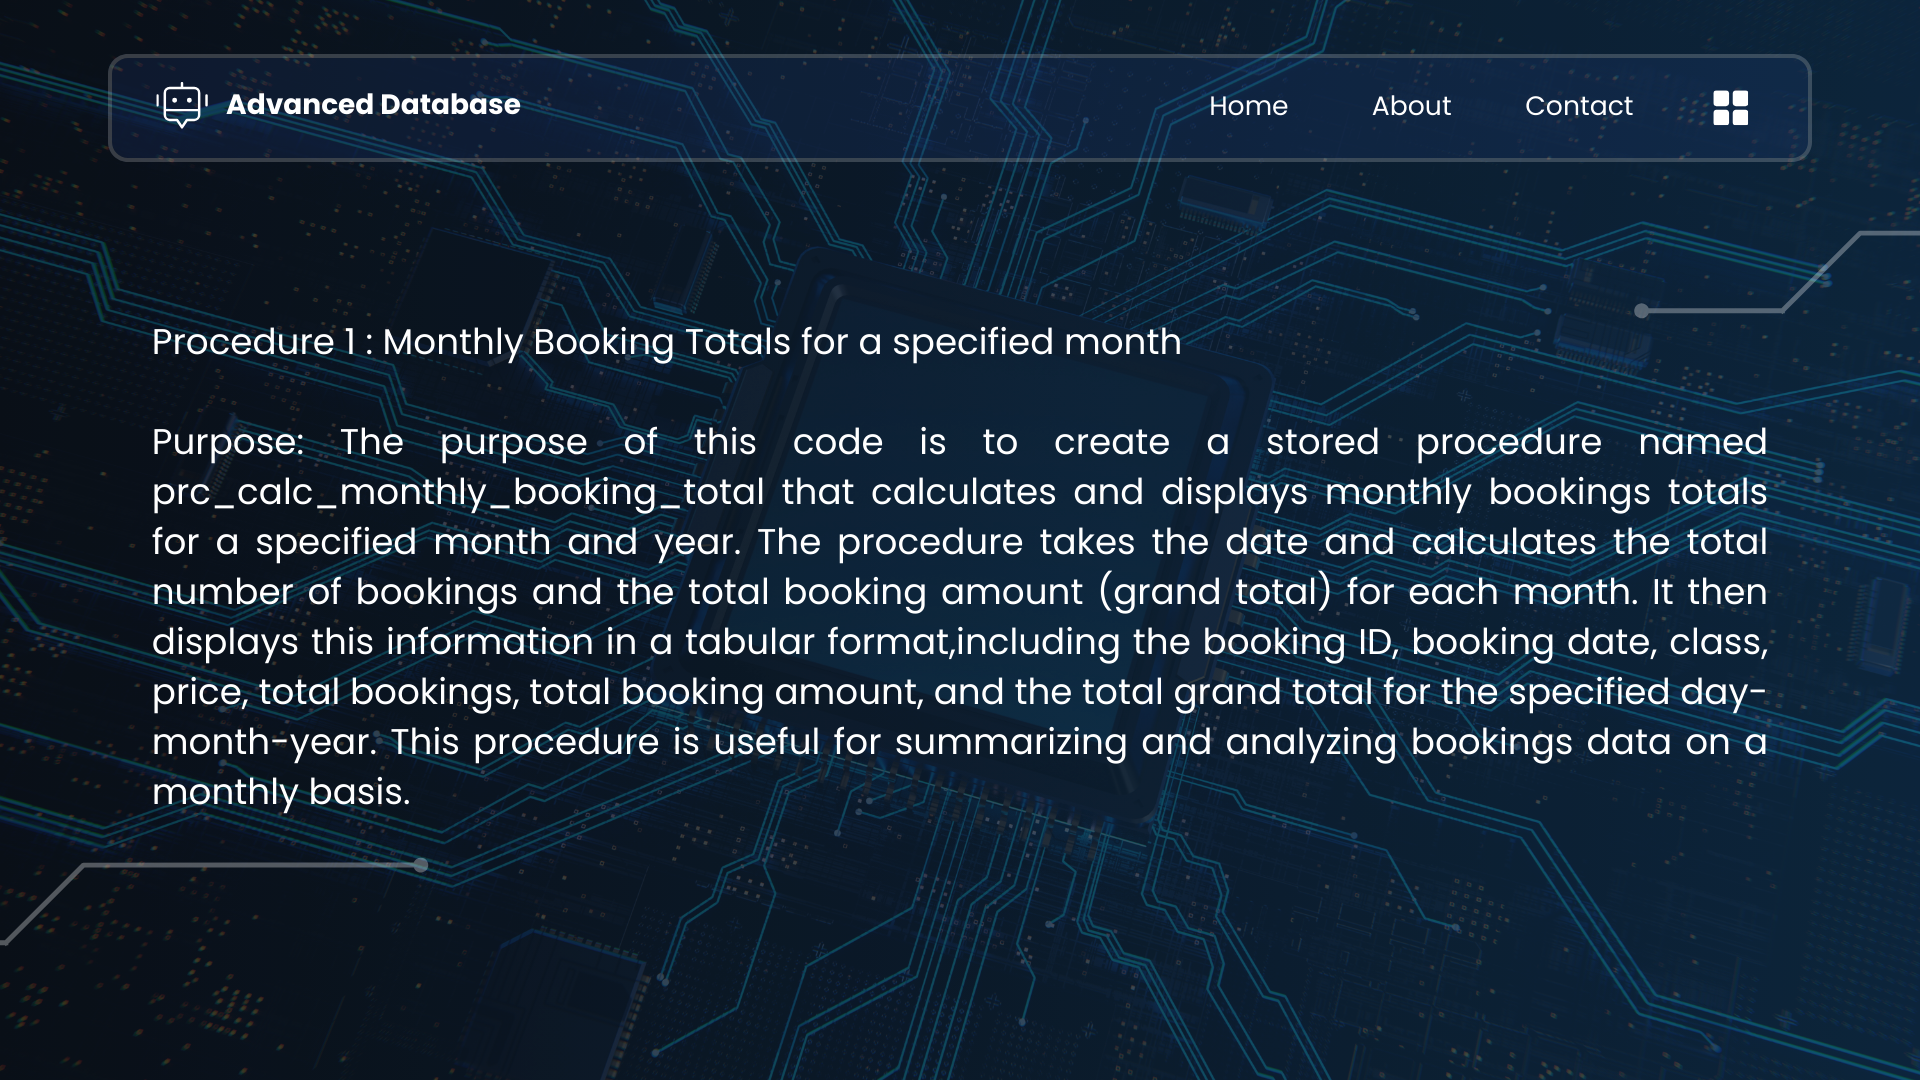 Advanced Database
Home About Contact
Procedure 1 : Monthly Booking Totals for a specified month
Purpose: The purpose of this code is to create a stored procedure named
prc_calc_monthly_booking_total that calculates and displays monthly bookings totals
for a specified month and year. The procedure takes the date and calculates the total
number of bookings and the total booking amount (grand total) for each month. It then
displays this information in a tabular format,including the booking ID, booking date, class,
price, total bookings, total booking amount, and the total grand total for the specified day-
month-year. This procedure is useful for summarizing and analyzing bookings data on a
monthly basis.